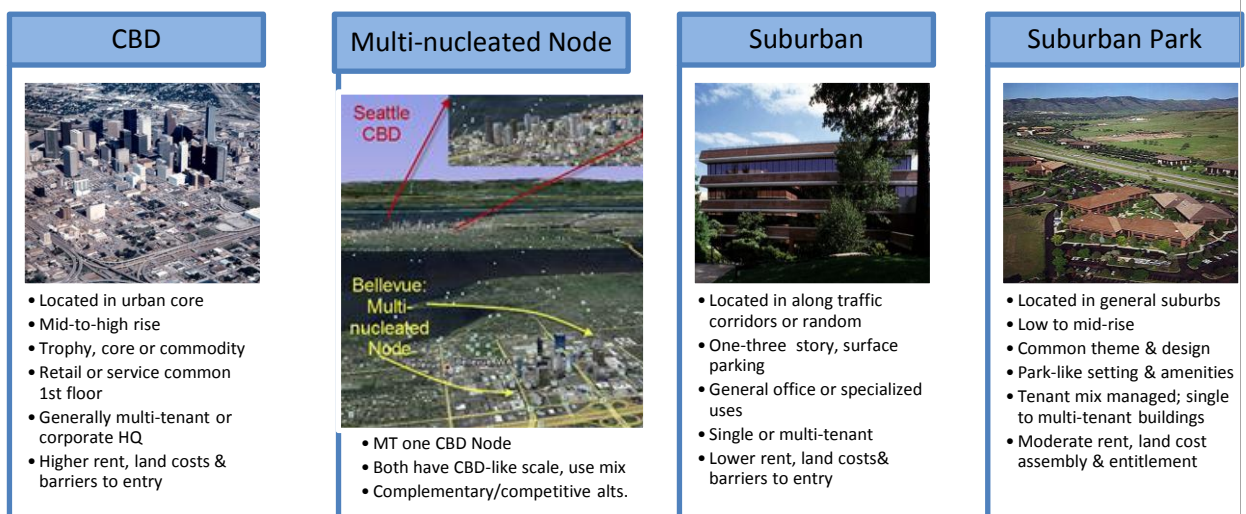 CBD
• Located in urban core
• Mid-to-high rise
• Trophy, core or commodity
• Retail or service common
1st floor
• Generally multi-tenant or
corporate HQ
• Higher rent, land costs &
barriers to entry
Multi-nucleated Node
Seattle
CBD
Bellevue:
Multi-
nucleated
Node
• MT one CBD Node
• Both have CBD-like scale, use mix
• Complementary/competitive alts.
Suburban
• Located in along traffic
corridors or random
• One-three story, surface
parking
• General office or specialized
uses
• Single or multi-tenant
• Lower rent, land costs&
barriers to entry
Suburban Park
• Located in general suburbs
• Low to mid-rise
• Common theme & design
• Park-like setting & amenities
• Tenant mix managed; single
to multi-tenant buildings
• Moderate rent, land cost
assembly & entitlement